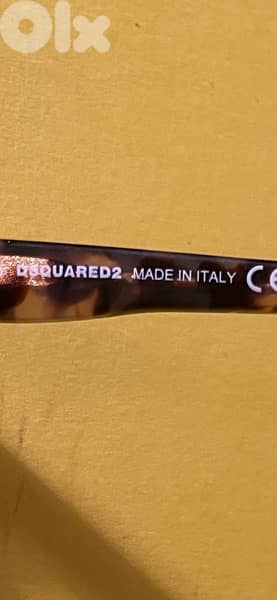 Olx
DSQUARED2 MADE IN ITALY CE